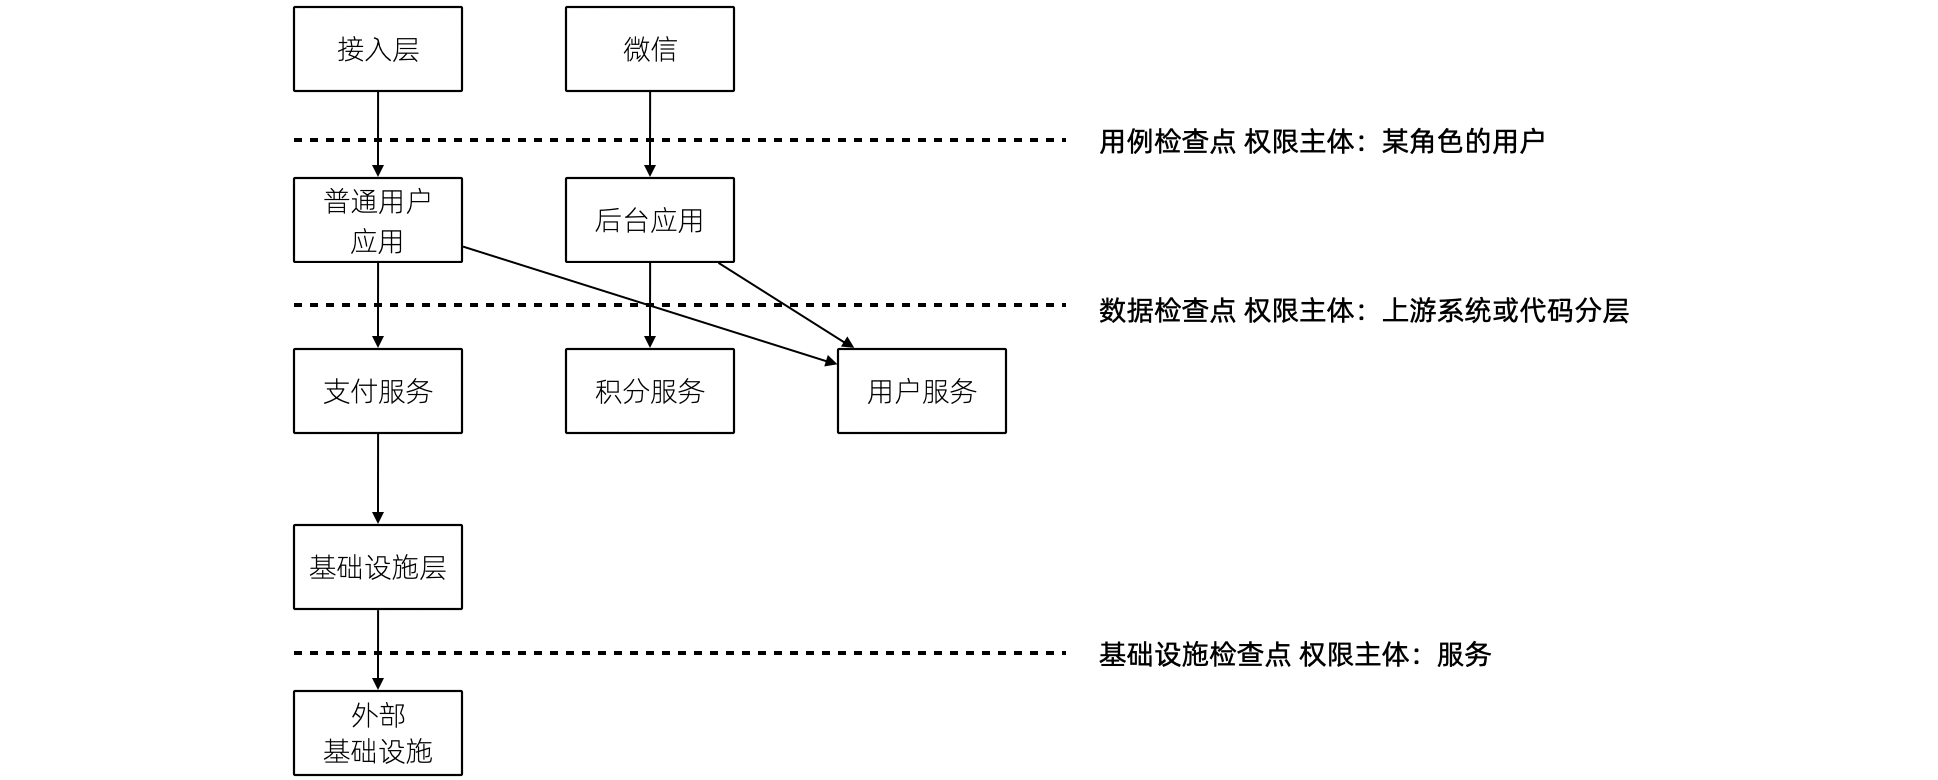 接入层
微信
用例检查点 权限主体：某角色的用户
普通用户
应用
后台应用
数据检查点 权限主体：上游系统或代码分层
支付服务
积分服务
用户服务
基础设施层
基础设施检查点 权限主体：服务
外部
基础设施